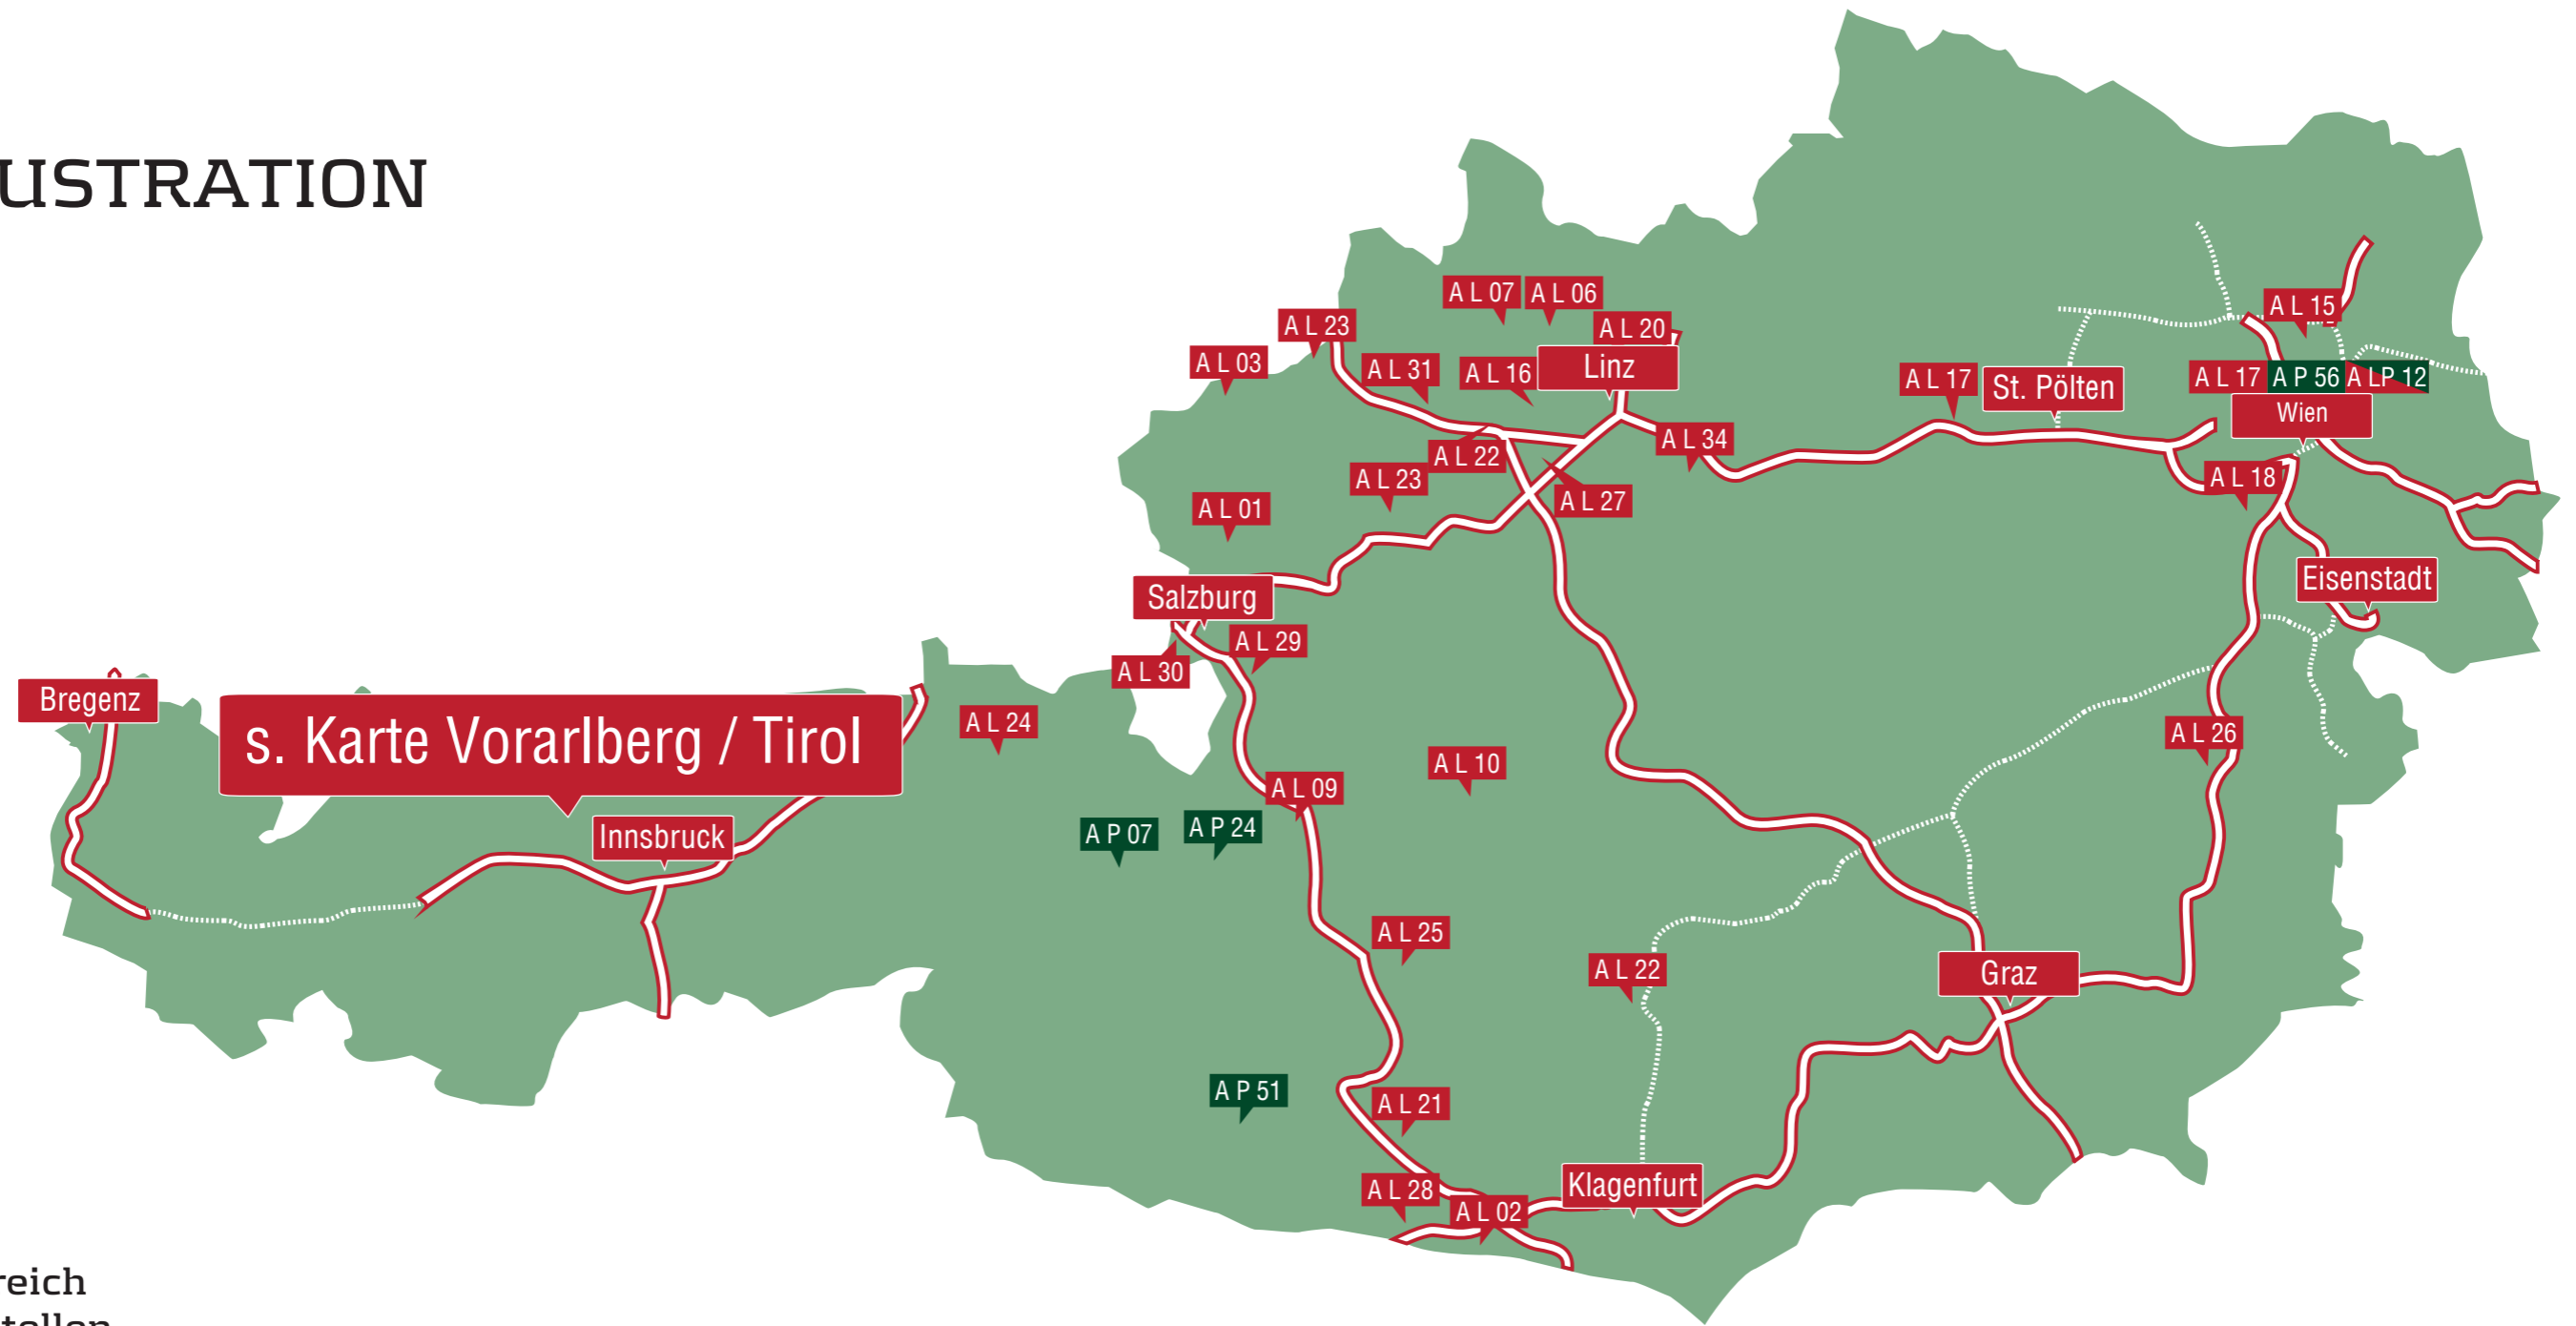 USTRATION
A L 07
A L 06
A L 15
A L 23
A L 20
A L 03
A L 31
A L 16
Linz
A L 17
St. Pölten
A L 17
A P 56
A LP 12
Wien
A L 34
A L 22
A L 23
A L 27
A L 18
A L 01
Salzburg
Eisenstadt
A L 29
A L 30
Bregenz
s. Karte Vorarlberg / Tirol
A L 24
A L 26
A L 10
A L 09
Innsbruck
A P 07
A P 24
A L 25
A L 22
Graz
A P 51
A L 21
A L 28
Klagenfurt
A L 02
reich
tellen